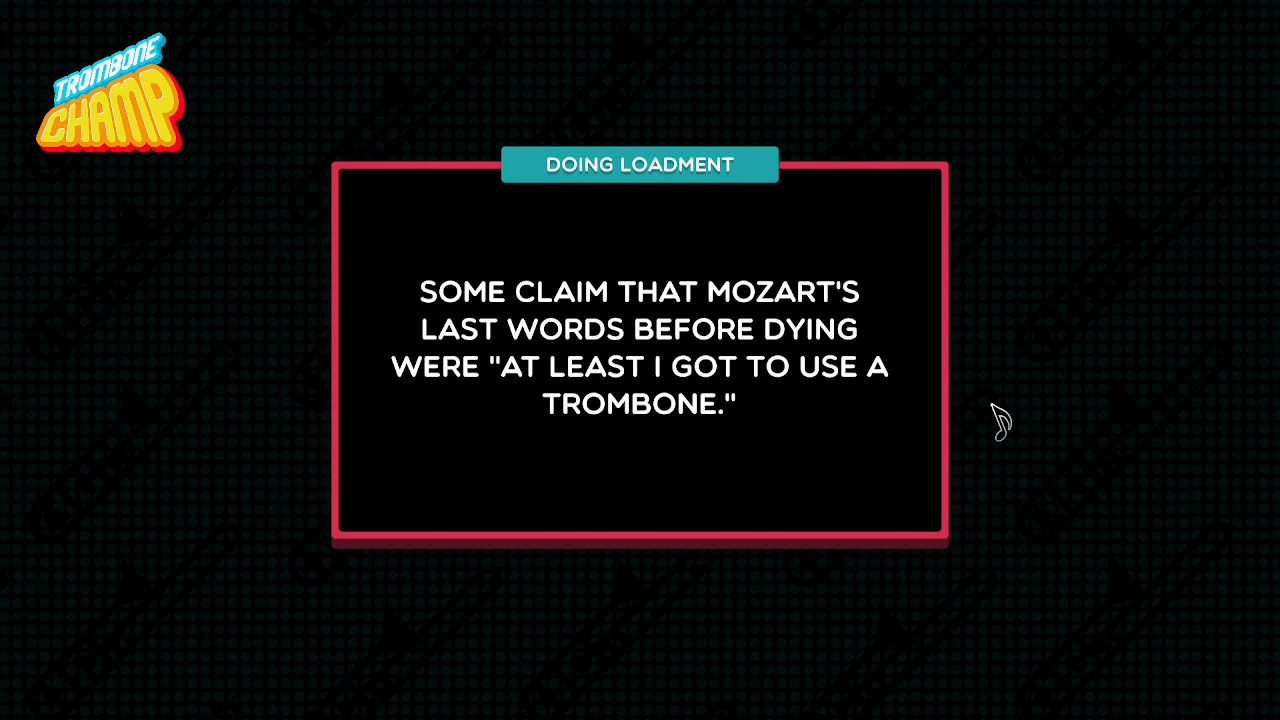 TROMBONE
CHAMP
DOING LOADMENT
SOME CLAIM THAT MOZART'S
LAST WORDS BEFORE DYING
WERE "AT LEAST I GOT TO USE A
TROMBONE."